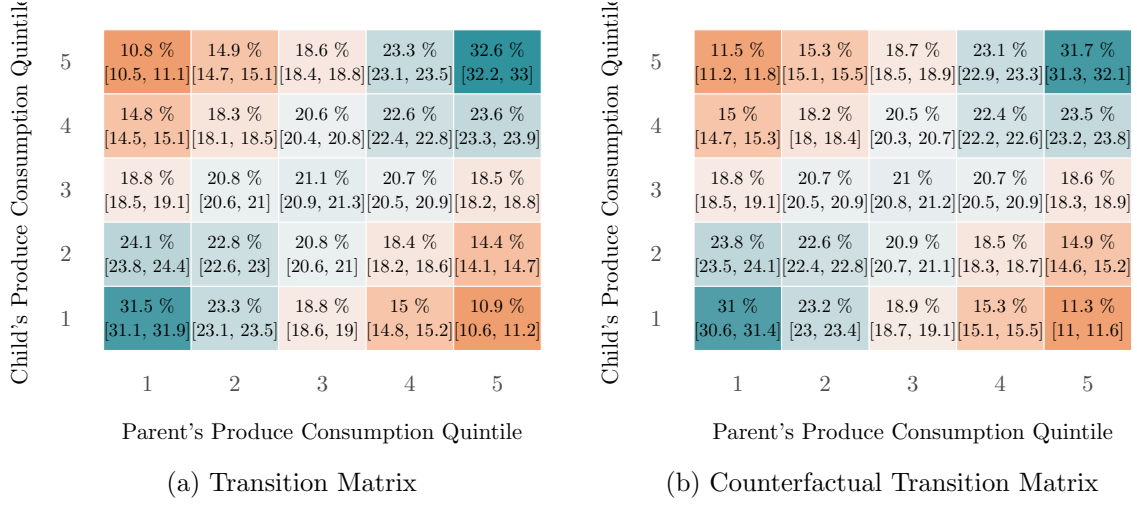 Child's Produce Consumption Quintile
5
10.8 % 14.9 % 18.6 % 23.3 % 32.6 %
[10.5, 11.1] [14.7, 15.1] [18.4, 18.8] [23.1, 23.5] [32.2, 33]
4
14.8 % 18.3 % 20.6 % 22.6 % 23.6 %
[14.5, 15.1] [18.1, 18.5] [20.4, 20.8] [22.4, 22.8] [23.3, 23.9]
3
18.8 % 20.8 % 21.1 % 20.7 % 18.5 %
[18.5, 19.1] [20.6, 21] [20.9, 21.3] [20.5, 20.9] [18.2, 18.8]
2
24.1 % 22.8 % 20.8 % 18.4 % 14.4 %
[23.8, 24.4] [22.6, 23] [20.6, 21] [18.2, 18.6] [14.1, 14.7]
1
31.5 % 23.3 % 18.8 % 15 % 10.9 %
[31.1, 31.9] [23.1, 23.5] [18.6, 19] [14.8, 15.2] [10.6, 11.2]
1 2 3 4 5
Parent's Produce Consumption Quintile
(a) Transition Matrix
Child's Produce Consumption Quintile
5
11.5 % 15.3 % 18.7 % 23.1 % 31.7 %
[11.2, 11.8] [15.1, 15.5] [18.5, 18.9] [22.9, 23.3] [31.3, 32.1]
4
15 % 18.2 % 20.5 % 22.4 % 23.5 %
[14.7, 15.3] [18, 18.4] [20.3, 20.7] [22.2, 22.6] [23.2, 23.8]
3
18.8 % 20.7 % 21 % 20.7 % 18.6 %
[18.5, 19.1] [20.5, 20.9] [20.8, 21.2] [20.5, 20.9] [18.3, 18.9]
2
23.8 % 22.6 % 20.9 % 18.5 % 14.9 %
[23.5, 24.1] [22.4, 22.8] [20.7, 21.1] [18.3, 18.7] [14.6, 15.2]
1
31 % 23.2 % 18.9 % 15.3 % 11.3 %
[30.6, 31.4] [23, 23.4] [18.7, 19.1] [15.1, 15.5] [11, 11.6]
1 2 3 4 5
Parent's Produce Consumption Quintile
(b) Counterfactual Transition Matrix